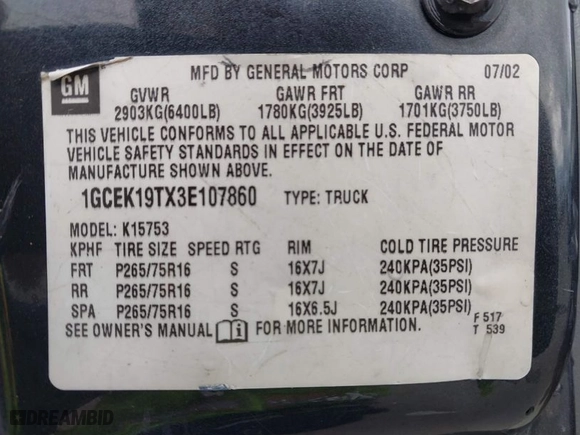 GM
MFD BY GENERAL MOTORS CORP 07/02
GVWR GAWR FRT GAWR RR
2903KG(6400LB) 1780KG(3925LB) 1701KG(3750LB)
THIS VEHICLE CONFORMS TO ALL APPLICABLE U.S. FEDERAL MOTOR
VEHICLE SAFETY STANDARDS IN EFFECT ON THE DATE OF
MANUFACTURE SHOWN ABOVE.
1GCEK19TX3E107860 TYPE: TRUCK
MODEL: K15753
KPHF TIRE SIZE SPEED RTG RIM COLD TIRE PRESSURE
FRT P265/75R16 S 16X7J 240KPA(35PSI)
RR P265/75R16 S 16X7J 240KPA(35PSI)
SPA P265/75R16 S 16X6.5J 240KPA(35PSI)
SEE OWNER'S MANUAL FOR MORE INFORMATION F 517
T 539
DREAMBID